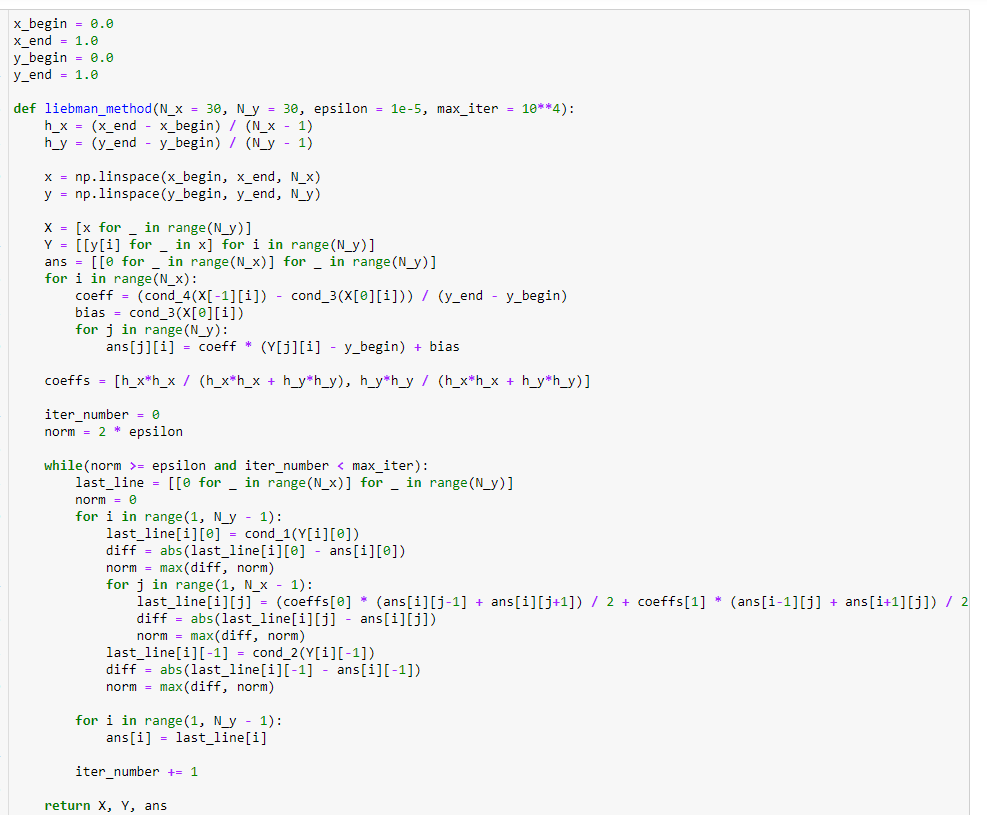 x_begin = 0.0
x_end = 1.0
y_begin = 0.0
y_end = 1.0
def liebman_method(N_x = 30, N_y = 30, epsilon = 1e-5, max_iter = 10**4):
    h_x = (x_end - x_begin) / (N_x - 1)
    h_y = (y_end - y_begin) / (N_y - 1)
    x = np.linspace(x_begin, x_end, N_x)
    y = np.linspace(y_begin, y_end, N_y)
    X = [x for _ in range(N_y)]
    Y = [[y[i] for _ in x] for i in range(N_y)]
    ans = [[0 for _ in range(N_x)] for _ in range(N_y)]
    for i in range(N_x):
        coeff = (cond_4(X[-1][i]) - cond_3(X[0][i])) / (y_end - y_begin)
        bias = cond_3(X[0][i])
        for j in range(N_y):
            ans[j][i] = coeff * (Y[j][i] - y_begin) + bias
    coeffs = [h_x*h_x / (h_x*h_x + h_y*h_y), h_y*h_y / (h_x*h_x + h_y*h_y)]
    iter_number = 0
    norm = 2 * epsilon
    while(norm >= epsilon and iter_number < max_iter):
        last_line = [[0 for _ in range(N_x)] for _ in range(N_y)]
        norm = 0
        for i in range(1, N_y - 1):
            last_line[i][0] = cond_1(Y[i][0])
            diff = abs(last_line[i][0] - ans[i][0])
            norm = max(diff, norm)
            for j in range(1, N_x - 1):
                last_line[i][j] = (coeffs[0] * (ans[i][j-1] + ans[i][j+1]) / 2 + coeffs[1] * (ans[i-1][j] + ans[i+1][j]) / 2
                diff = abs(last_line[i][j] - ans[i][j])
                norm = max(diff, norm)
            last_line[i][-1] = cond_2(Y[i][-1])
            diff = abs(last_line[i][-1] - ans[i][-1])
            norm = max(diff, norm)
        for i in range(1, N_y - 1):
            ans[i] = last_line[i]
        iter_number += 1
    return X, Y, ans